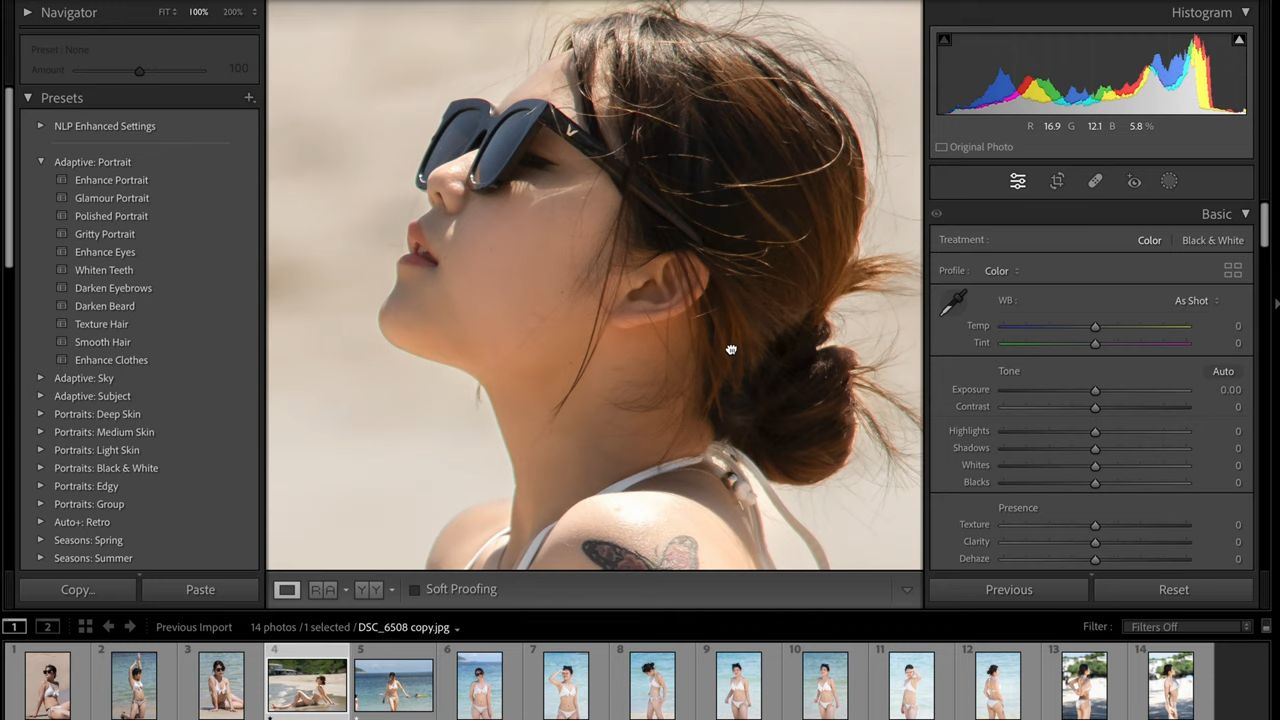 Navigator
FIT
100%
200%
Preset : None
Amount
100
Presets
NLP Enhanced Settings
Adaptive: Portrait
Enhance Portrait
Glamour Portrait
Polished Portrait
Gritty Portrait
Enhance Eyes
Whiten Teeth
Darken Eyebrows
Darken Beard
Texture Hair
Smooth Hair
Enhance Clothes
Adaptive: Sky
Adaptive: Subject
Portraits: Deep Skin
Portraits: Medium Skin
Portraits: Light Skin
Portraits: Black & White
Portraits: Edgy
Portraits: Group
Auto+: Retro
Seasons: Spring
Seasons: Summer
Copy...
Paste
RA
YY
Soft Proofing
Histogram
R 16.9 G 12.1 B 5.8 %
Original Photo
Basic
Treatment :
Color
Black & White
Profile :
Color
WB :
As Shot
Temp
0
Tint
0
Tone
Auto
Exposure
0.00
Contrast
0
Highlights
0
Shadows
0
Whites
0
Blacks
0
Presence
Texture
0
Clarity
0
Dehaze
0
Previous
Reset
1
2
Previous Import
14 photos / 1 selected / DSC_6508 copy.jpg
Filter :
Filters Off
1
2
3
4
5
6
7
8
9
10
11
12
13
14